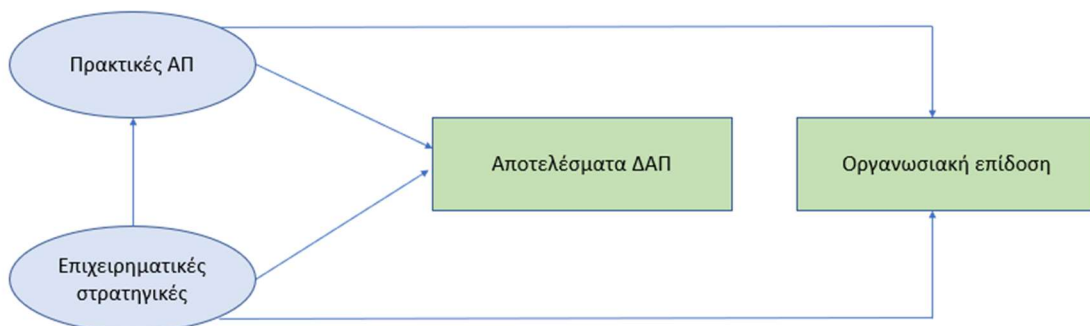 Πρακτικές ΑΠ
Αποτελέσματα ΔΑΠ
Οργανωσιακή επίδοση
Επιχειρηματικές
στρατηγικές